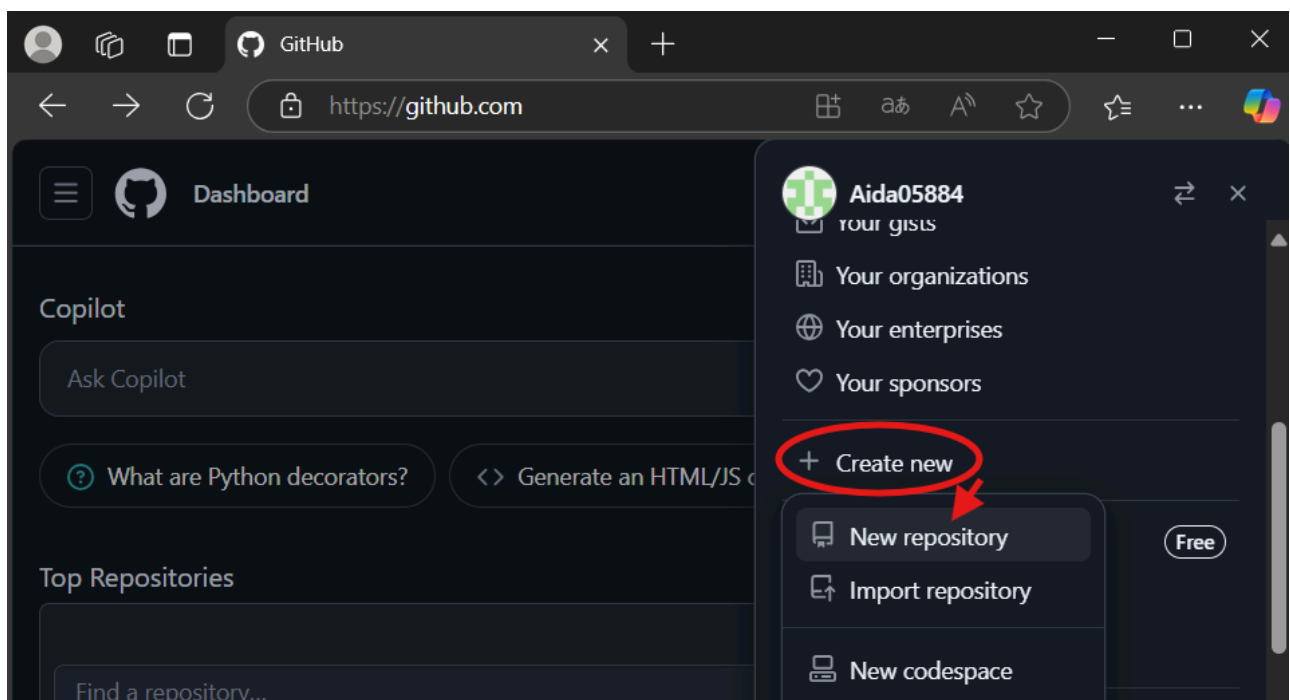 GitHub
https://github.com
aあ
A
Dashboard
Aida05884
Your gists
Your organizations
Copilot
Your enterprises
Ask Copilot
Your sponsors
Create new
What are Python decorators?
Generate an HTML/JS
New repository
Free
Top Repositories
Import repository
New codespace
Find a repository...